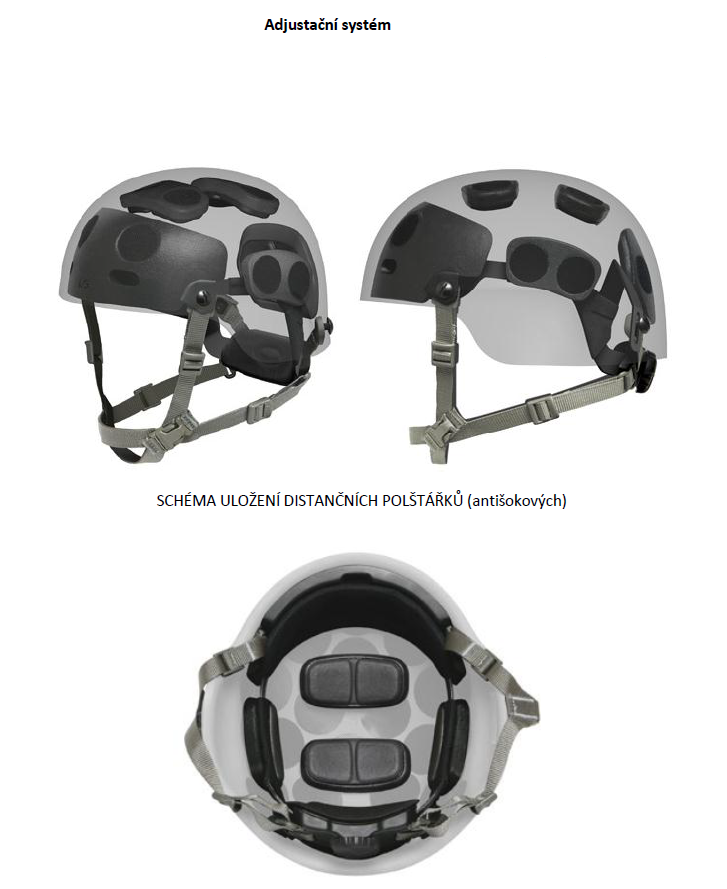 Adjustační systém
SCHÉMA ULOŽENÍ DISTANČNÍCH POLŠTÁŘKŮ (antišokových)